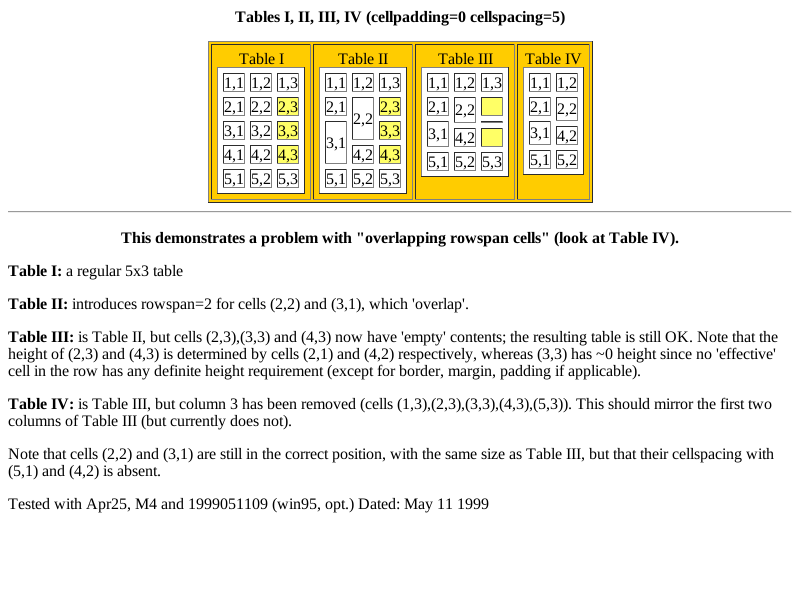 Tables I, II, III, IV (cellpadding=0 cellspacing=5)
Table I Table II Table III Table IV
1,1 1,2 1,3 1,1 1,2 1,3 1,1 1,2 1,3 1,1 1,2
2,1 2,2 2,3 2,1 2,2 2,3 2,1 2,2 2,1 2,2
3,1 3,2 3,3 3,1 3,3 3,1 3,1
4,1 4,2 4,3 4,2 4,3 4,2 4,2
5,1 5,2 5,3 5,1 5,2 5,3 5,1 5,2 5,3 5,1 5,2
This demonstrates a problem with "overlapping rowspan cells" (look at Table IV).
Table I: a regular 5x3 table
Table II: introduces rowspan=2 for cells (2,2) and (3,1), which 'overlap'.
Table III: is Table II, but cells (2,3),(3,3) and (4,3) now have 'empty' contents; the resulting table is still OK. Note that the
height of (2,3) and (4,3) is determined by cells (2,1) and (4,2) respectively, whereas (3,3) has ~0 height since no 'effective'
cell in the row has any definite height requirement (except for border, margin, padding if applicable).
Table IV: is Table III, but column 3 has been removed (cells (1,3),(2,3),(3,3),(4,3),(5,3)). This should mirror the first two
columns of Table III (but currently does not).
Note that cells (2,2) and (3,1) are still in the correct position, with the same size as Table III, but that their cellspacing with
(5,1) and (4,2) is absent.
Tested with Apr25, M4 and 1999051109 (win95, opt.) Dated: May 11 1999